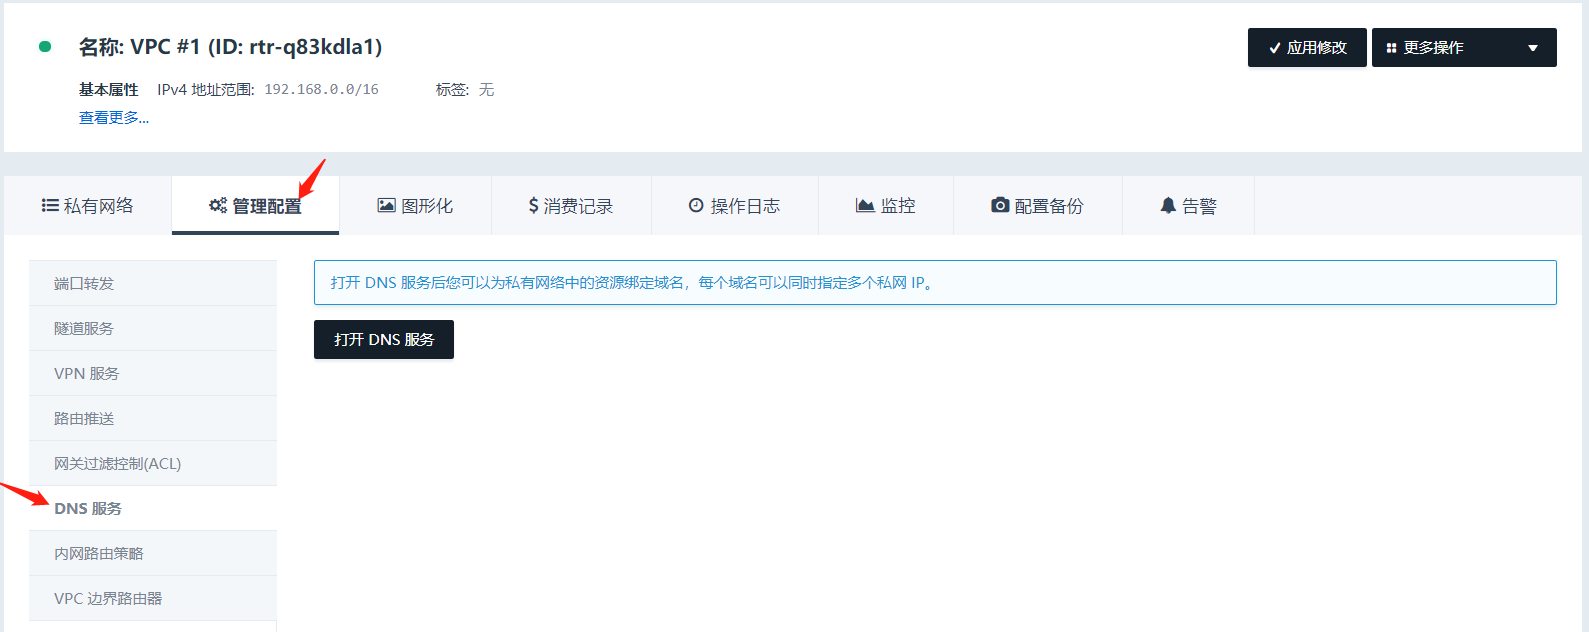 名称: VPC #1 (ID: rtr-q83kdla1)
应用修改
更多操作
基本属性 IPv4 地址范围: 192.168.0.0/16 标签: 无
查看更多...
私有网络
管理配置
图形化
消费记录
操作日志
监控
配置备份
告警
端口转发
隧道服务
VPN 服务
路由推送
网关过滤控制(ACL)
DNS 服务
内网路由策略
VPC 边界路由器
打开 DNS 服务后您可以为私有网络中的资源绑定域名，每个域名可以同时指定多个私网 IP。
打开 DNS 服务